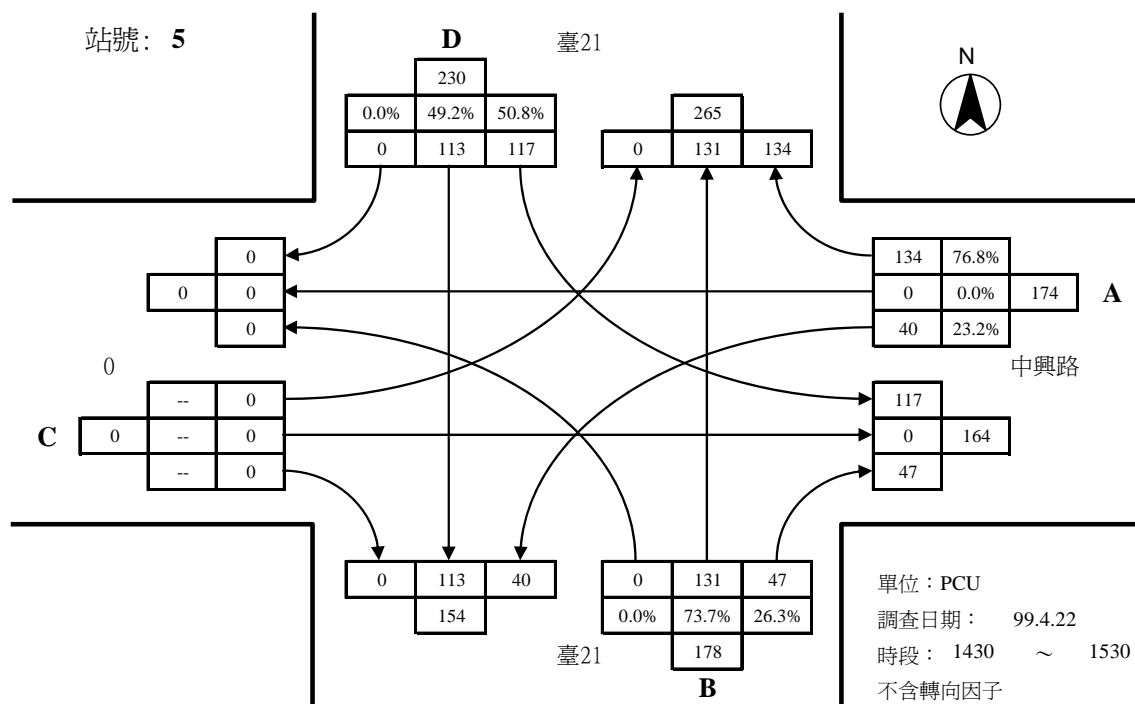 站號: 5
D
臺21
N
230
0.0% 49.2% 50.8%
0 113 117
265
0 131 134
0
0 0
0
134 76.8%
0 0.0% 174
40 23.2%
A
0
中興路
C
-- 0
0 -- 0
-- 0
117
0 164
47
0 113 40
154
0 131 47
0.0% 73.7% 26.3%
178
臺21
B
單位:PCU
調查日期: 99.4.22
時段: 1430 ~ 1530
不含轉向因子